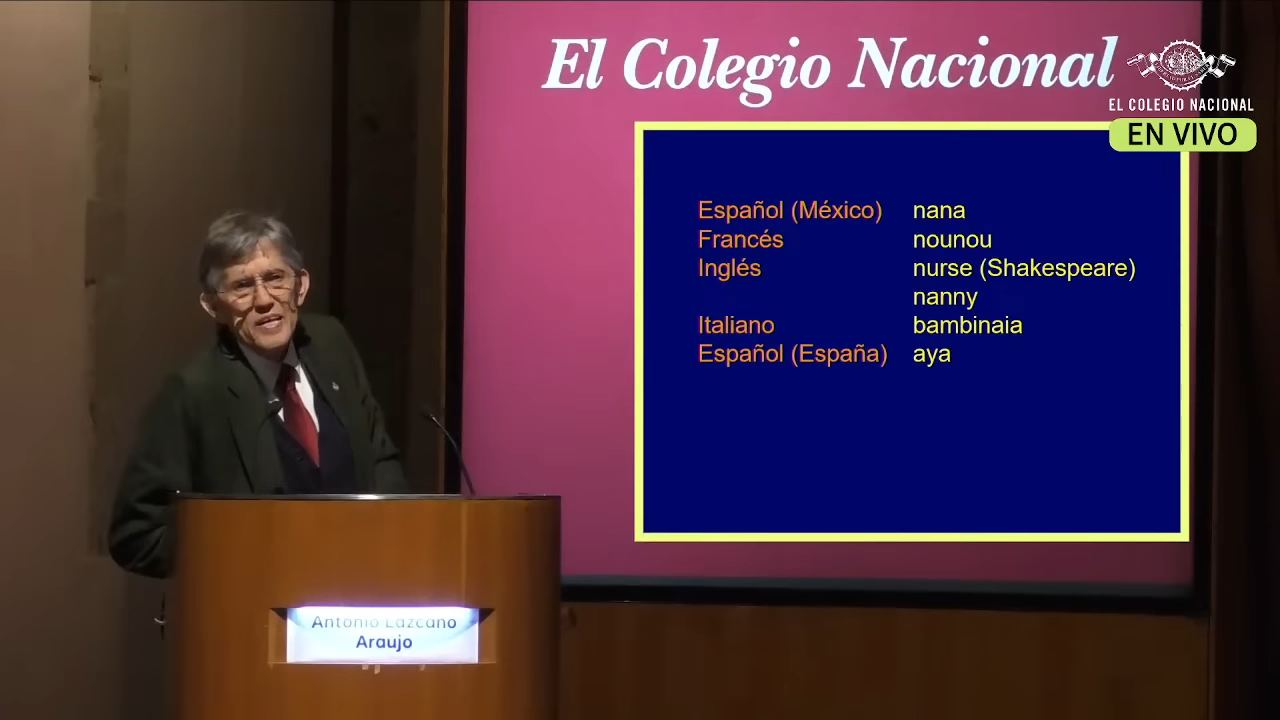 El Colegio Nacional
EL COLEGIO NACIONAL
EN VIVO
Español (México) nana
Francés nounou
Inglés nurse (Shakespeare)
nanny
Italiano bambinaia
Español (España) aya
Antonio Lazcano
Araujo